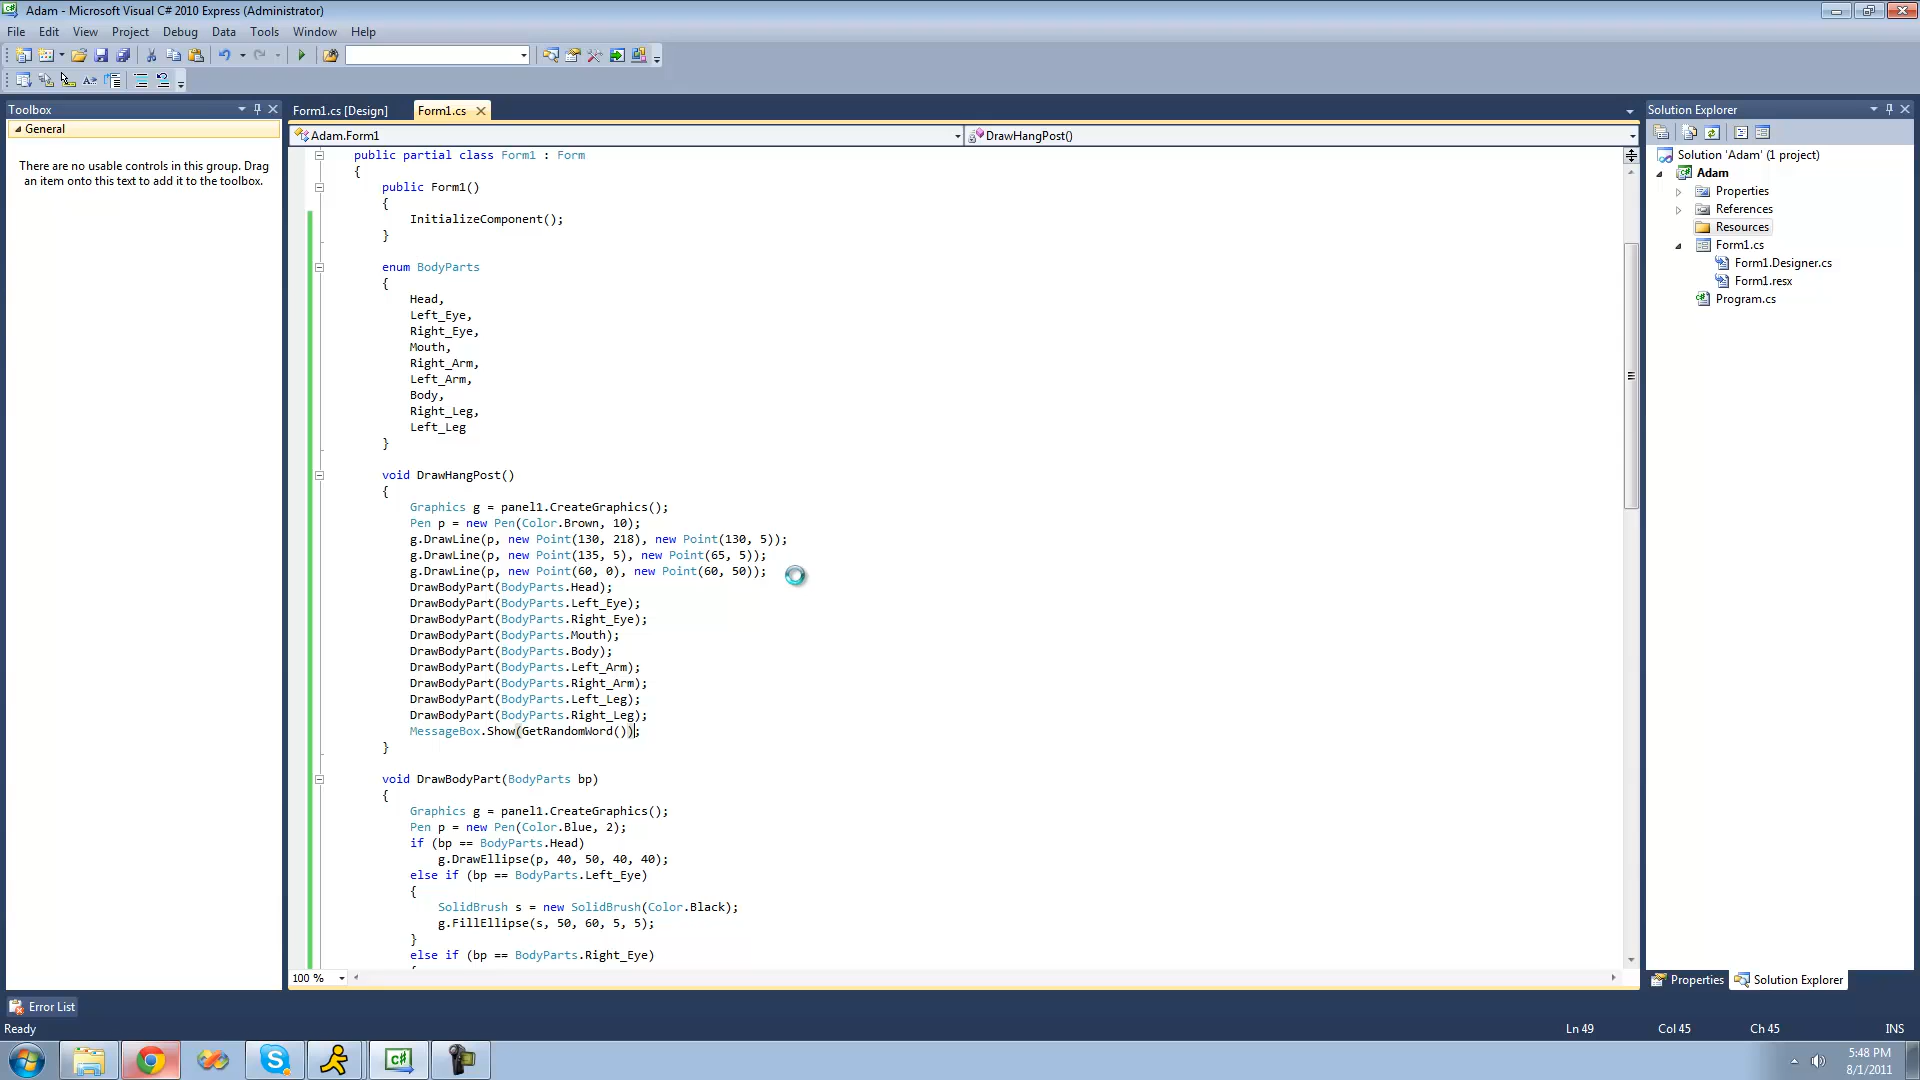 Adam - Microsoft Visual C# 2010 Express (Administrator)
File Edit View Project Debug Data Tools Window Help
Toolbox
General
There are no usable controls in this group. Drag
an item onto this text to add it to the toolbox.
Form1.cs [Design]
Form1.cs
Adam.Form1
DrawHangPost()
public partial class Form1 : Form
{
public Form1()
{
InitializeComponent();
}
enum BodyParts
{
Head,
Left_Eye,
Right_Eye,
Mouth,
Right_Arm,
Left_Arm,
Body,
Right_Leg,
Left_Leg
}
void DrawHangPost()
{
Graphics g = panel1.CreateGraphics();
Pen p = new Pen(Color.Brown, 10);
g.DrawLine(p, new Point(130, 218), new Point(130, 5));
g.DrawLine(p, new Point(135, 5), new Point(65, 5));
g.DrawLine(p, new Point(60, 0), new Point(60, 50));
DrawBodyPart(BodyParts.Head);
DrawBodyPart(BodyParts.Left_Eye);
DrawBodyPart(BodyParts.Right_Eye);
DrawBodyPart(BodyParts.Mouth);
DrawBodyPart(BodyParts.Body);
DrawBodyPart(BodyParts.Left_Arm);
DrawBodyPart(BodyParts.Right_Arm);
DrawBodyPart(BodyParts.Left_Leg);
DrawBodyPart(BodyParts.Right_Leg);
MessageBox.Show(GetRandomWord());
}
void DrawBodyPart(BodyParts bp)
{
Graphics g = panel1.CreateGraphics();
Pen p = new Pen(Color.Blue, 2);
if (bp == BodyParts.Head)
g.DrawEllipse(p, 40, 50, 40, 40);
else if (bp == BodyParts.Left_Eye)
{
SolidBrush s = new SolidBrush(Color.Black);
g.FillEllipse(s, 50, 60, 5, 5);
}
else if (bp == BodyParts.Right_Eye)
100 %
Solution Explorer
Solution 'Adam' (1 project)
Adam
Properties
References
Resources
Form1.cs
Form1.Designer.cs
Form1.resx
Program.cs
Properties
Solution Explorer
Error List
Ready
Ln 49
Col 45
Ch 45
INS
5:48 PM
8/1/2011